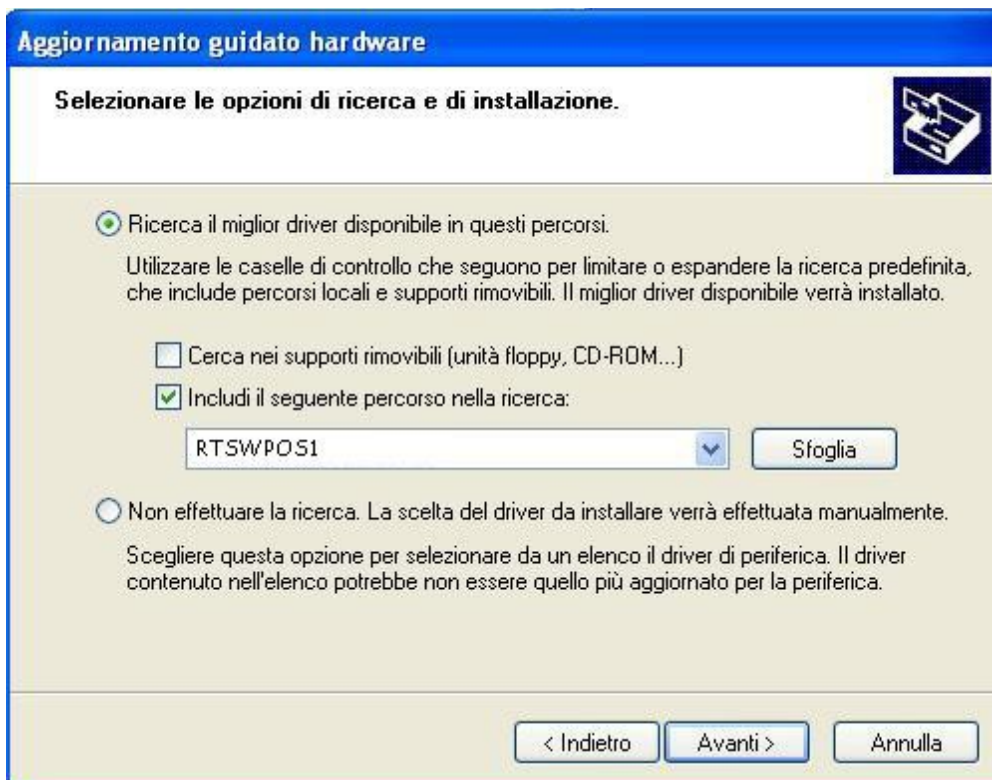 Aggiornamento guidato hardware
Selezionare le opzioni di ricerca e di installazione.
Ricerca il miglior driver disponibile in questi percorsi.
Utilizzare le caselle di controllo che seguono per limitare o espandere la ricerca predefinita,
che include percorsi locali e supporti rimovibili. Il miglior driver disponibile verrà installato.
Cerca nei supporti rimovibili (unità floppy, CD-ROM...)
Includi il seguente percorso nella ricerca:
RTSWPOS1
Sfoglia
Non effettuare la ricerca. La scelta del driver da installare verrà effettuata manualmente.
Scegliere questa opzione per selezionare da un elenco il driver di periferica. Il driver
contenuto nell'elenco potrebbe non essere quello più aggiornato per la periferica.
< Indietro
Avanti >
Annulla